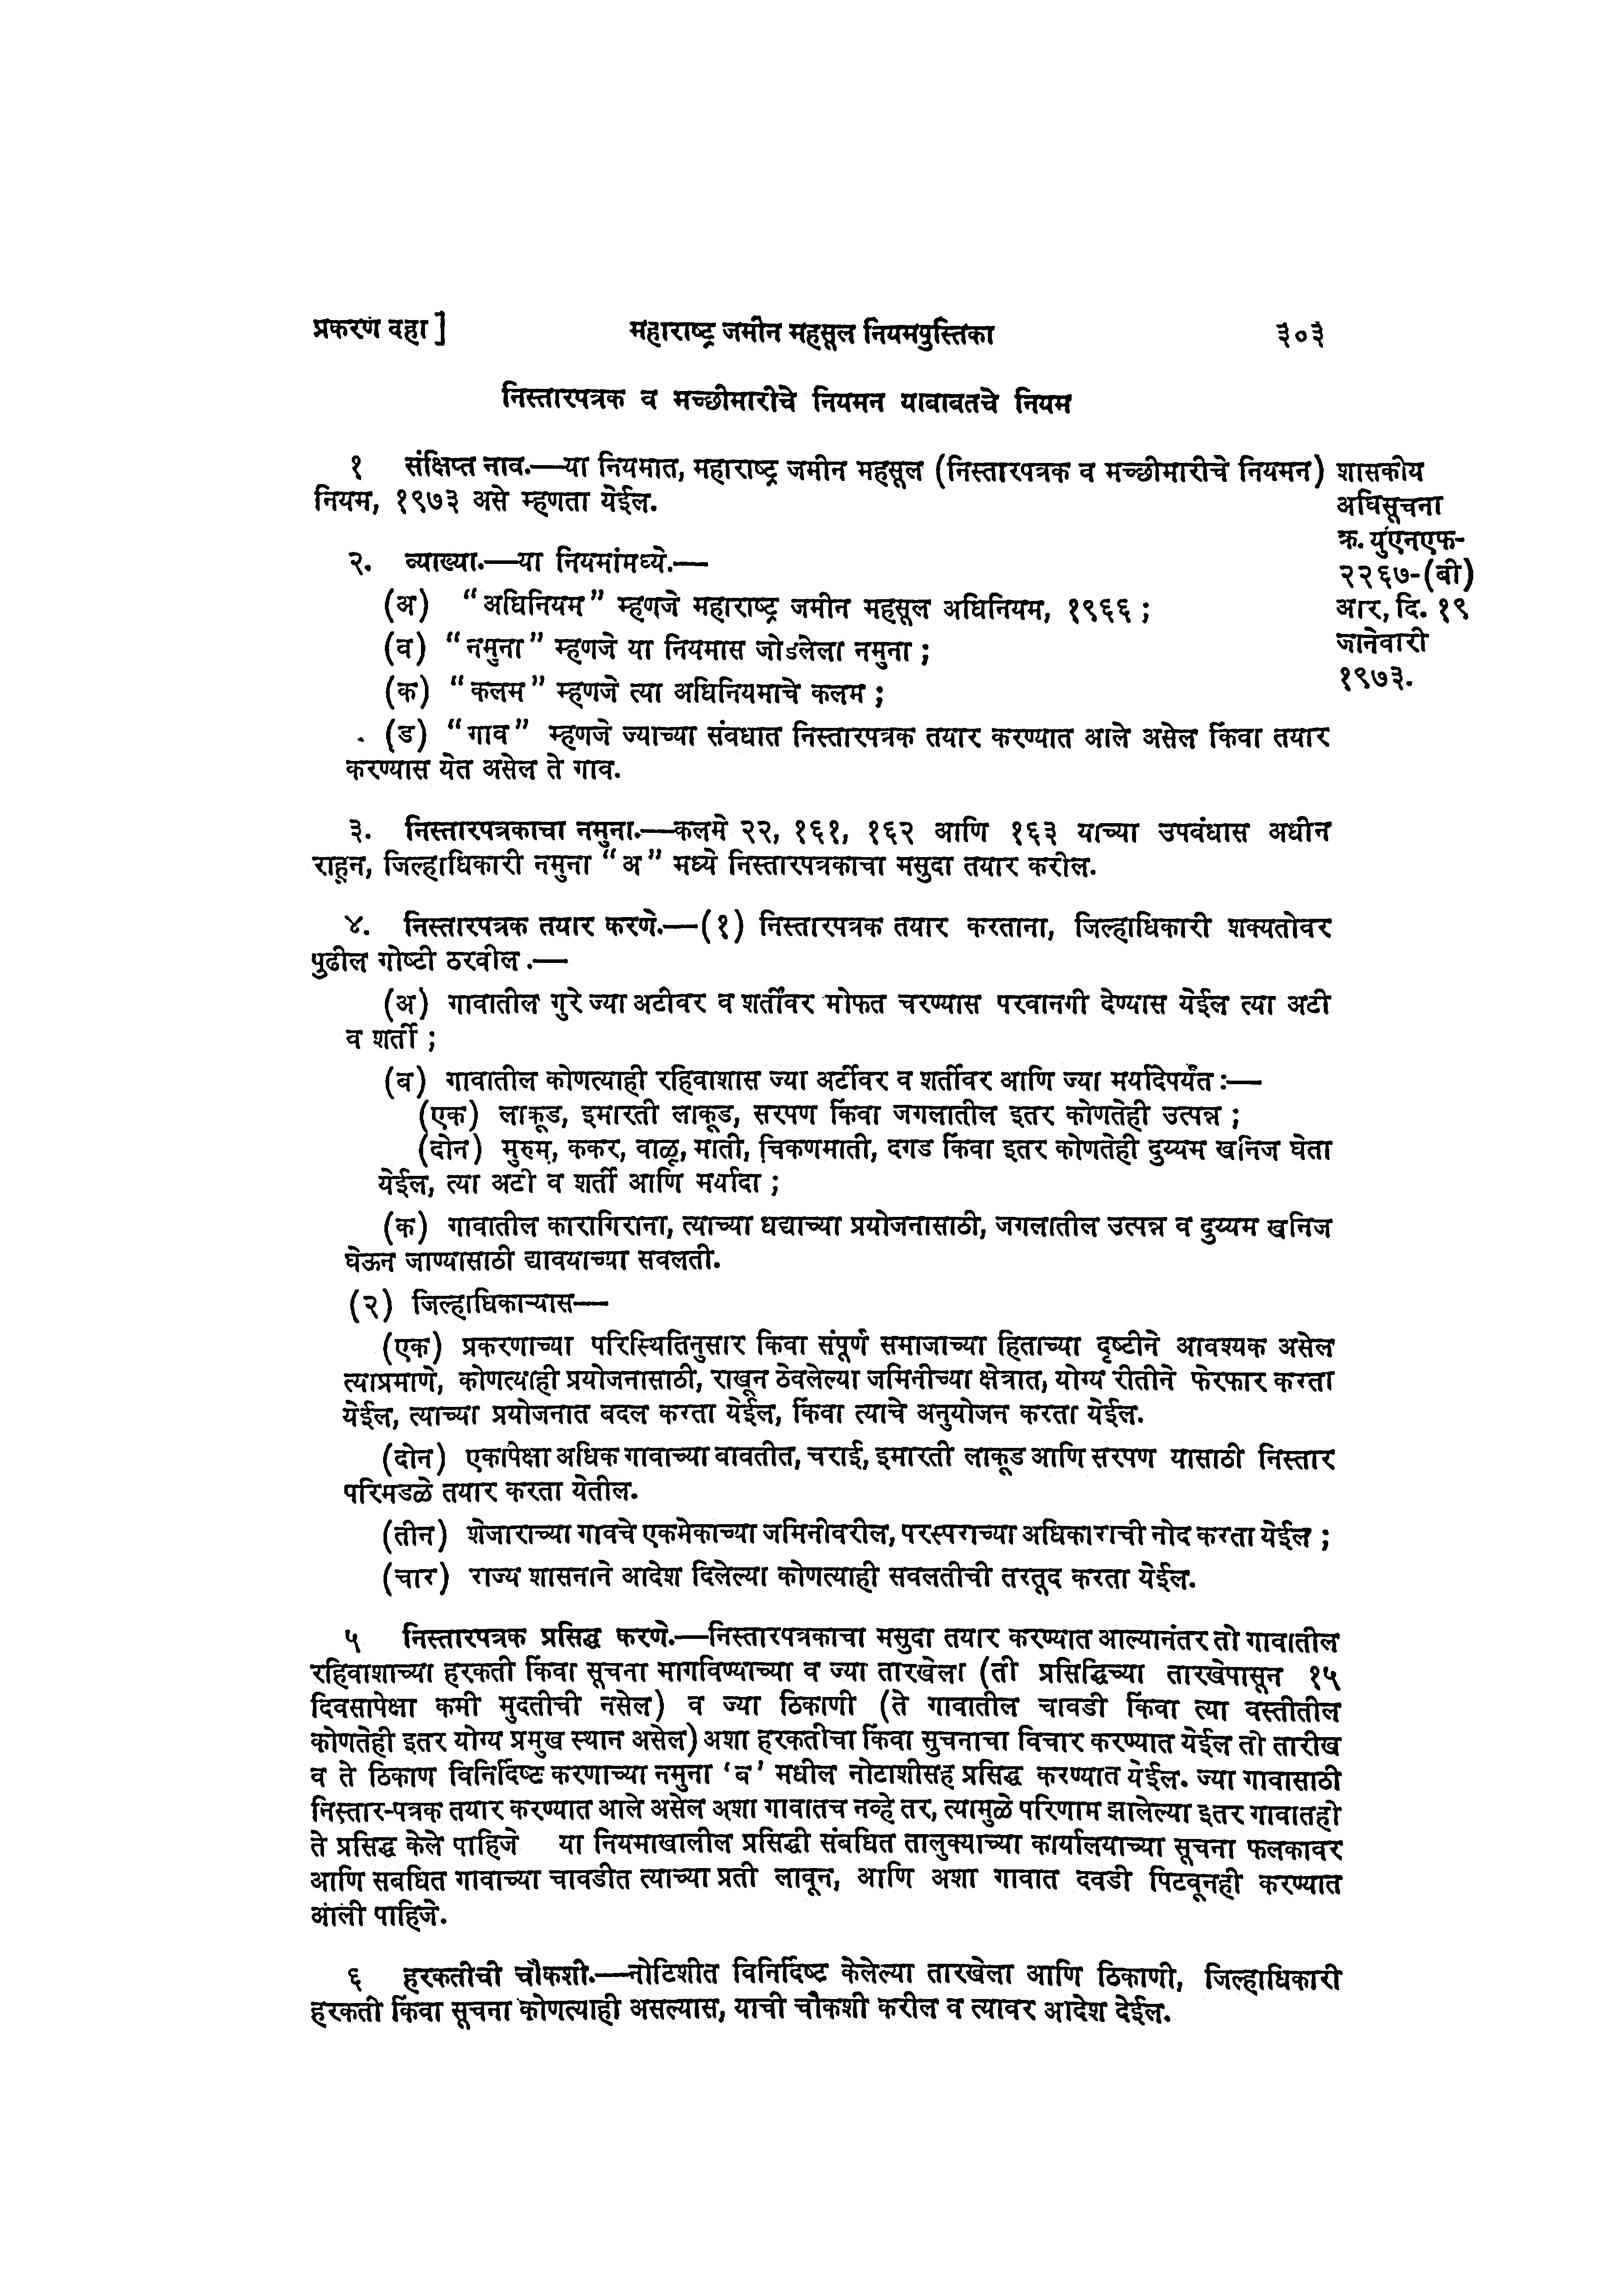 प्रकरण दहा]
महाराष्ट्र जमीन महसूल नियमपुस्तिका
३०३
निस्तारपत्रक व मच्छीमारीचे नियमन याबाबतचे नियम
१ संक्षिप्त नाव.—या नियमात, महाराष्ट्र जमीन महसूल (निस्तारपत्रक व मच्छीमारीचे नियमन)
नियम, १९७३ असे म्हणता येईल.
शासकीय
अधिसूचना
क्र. युएनएफ-
२२६७-(बी)
आर, दि. १९
जानेवारी
१९७३.
२. व्याख्या.—या नियमांमध्ये.—
(अ) “अधिनियम” म्हणजे महाराष्ट्र जमीन महसूल अधिनियम, १९६६ ;
(ब) “नमुना” म्हणजे या नियमास जोडलेला नमुना ;
(क) “कलम” म्हणजे त्या अधिनियमाचे कलम ;
(ड) “गाव” म्हणजे ज्याच्या संबधात निस्तारपत्रक तयार करण्यात आले असेल किंवा तयार
करण्यास येत असेल ते गाव.
३. निस्तारपत्रकाचा नमुना.—कलमे २२, १६१, १६२ आणि १६३ याच्या उपबंधास अधीन
राहून, जिल्हाधिकारी नमुना “अ” मध्ये निस्तारपत्रकाचा मसुदा तयार करील.
४. निस्तारपत्रक तयार करणे.—(१) निस्तारपत्रक तयार करताना, जिल्हाधिकारी शक्यतोवर
पुढील गोष्टी ठरवील.—
(अ) गावातील गुरे ज्या अटीवर व शर्तींवर मोफत चरण्यास परवानगी देण्यास येईल त्या अटी
व शर्ती ;
(ब) गावातील कोणत्याही रहिवाशास ज्या अर्टीवर व शर्तीवर आणि ज्या मर्यादेपर्यंत :—
(एक) लाकूड, इमारती लाकूड, सरपण किंवा जगलातील इतर कोणतेही उत्पन्न ;
(दोन) मुरुम, ककर, वाळू, माती, चिकणमाती, दगड किंवा इतर कोणतेही दुय्यम खनिज घेता
येईल, त्या अटी व शर्ती आणि मर्यादा ;
(क) गावातील कारागिराना, त्याच्या धद्याच्या प्रयोजनासाठी, जगलातील उत्पन्न व दुय्यम खनिज
घेऊन जाण्यासाठी द्यावयाच्या सवलती.
(२) जिल्हाधिकाऱ्यास—
(एक) प्रकरणाच्या परिस्थितिनुसार किंवा संपूर्ण समाजाच्या हिताच्या दृष्टीने आवश्यक असेल
त्याप्रमाणे, कोणत्याही प्रयोजनासाठी, राखून ठेवलेल्या जमिनीच्या क्षेत्रात, योग्य रीतीने फेरफार करता
येईल, त्याच्या प्रयोजनात बदल करता येईल, किंवा त्याचे अनुयोजन करता येईल.
(दोन) एकापेक्षा अधिक गावाच्या बाबतीत, चराई, इमारती लाकूड आणि सरपण यासाठी निस्तार
परिमडळे तयार करता येतील.
(तीन) शेजाराच्या गावचे एकमेकाच्या जमिनीवरील, परस्पराच्या अधिकाराची नोद करता येईल ;
(चार) राज्य शासनाने आदेश दिलेल्या कोणत्याही सवलतीची तरतूद करता येईल.
५ निस्तारपत्रक प्रसिद्ध करणे.—निस्तारपत्रकाचा मसुदा तयार करण्यात आल्यानंतर तो गावातील
रहिवाशाच्या हरकती किंवा सूचना मागविण्याच्या व ज्या तारखेला (ती प्रसिद्धिच्या तारखेपासून १५
दिवसापेक्षा कमी मुदतीची नसेल) व ज्या ठिकाणी (ते गावातील चावडी किंवा त्या वस्तीतील
कोणतेही इतर योग्य प्रमुख स्थान असेल) अशा हरकतीचा किंवा सुचनाचा विचार करण्यात येईल तो तारीख
व ते ठिकाण विनिर्दिष्ट करणाच्या नमुना ‘ब’ मधील नोटाशीसह प्रसिद्ध करण्यात येईल. ज्या गावासाठी
निस्तार-पत्रक तयार करण्यात आले असेल अशा गावातच नव्हे तर, त्यामुळे परिणाम झालेल्या इतर गावातही
ते प्रसिद्ध केले पाहिजे या नियमाखालील प्रसिद्धी संबधित तालुक्याच्या कार्यालयाच्या सूचना फलकावर
आणि सबधित गावाच्या चावडीत त्याच्या प्रती लावून, आणि अशा गावात दवडी पिटवूनही करण्यात
आली पाहिजे.
६ हरकतीची चौकशी.—नोटिशीत विनिर्दिष्ट केलेल्या तारखेला आणि ठिकाणी, जिल्हाधिकारी
हरकती किंवा सूचना कोणत्याही असल्यास, याची चौकशी करील व त्यावर आदेश देईल.